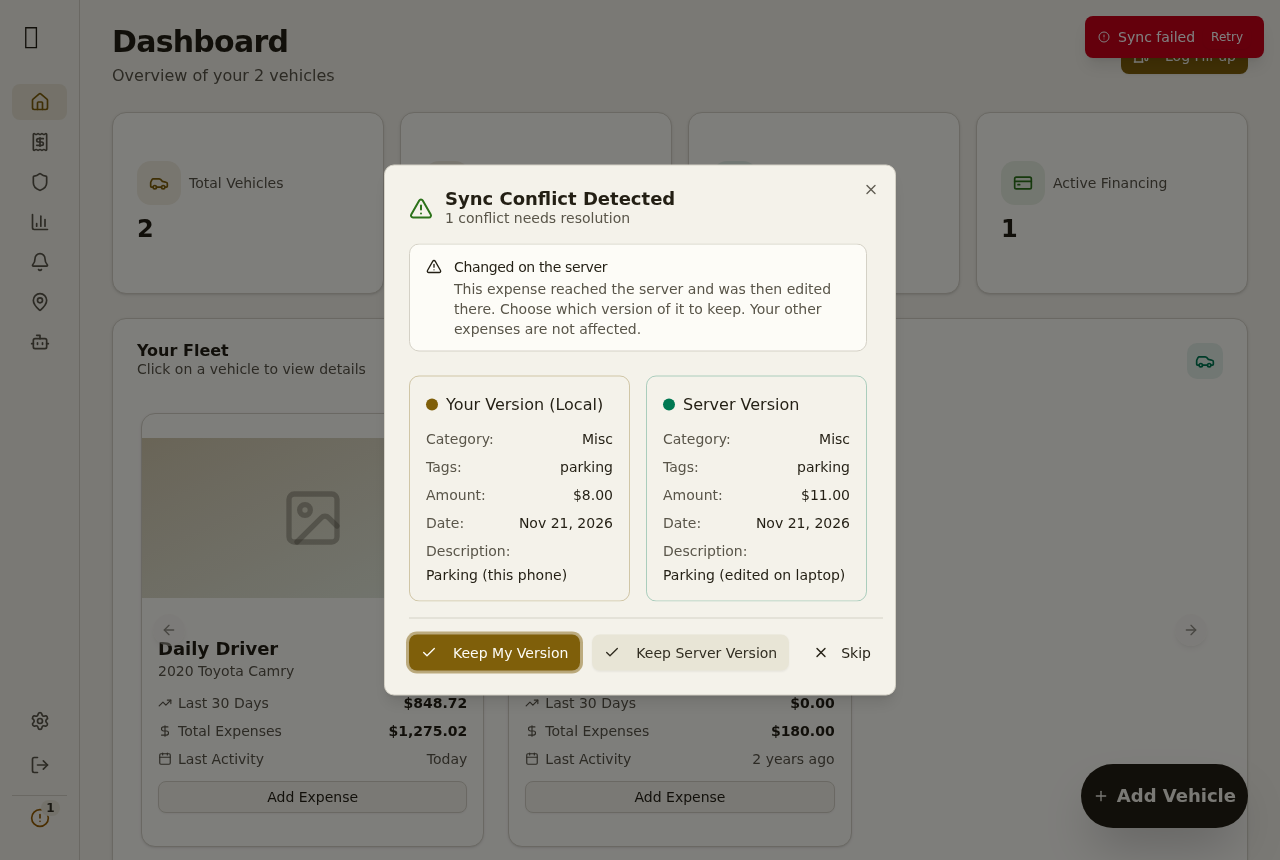 Dashboard
Overview of your 2 vehicles
Sync failed Retry
Total Vehicles
2
Active Financing
1
Your Fleet
Click on a vehicle to view details
Sync Conflict Detected
1 conflict needs resolution
Changed on the server
This expense reached the server and was then edited
there. Choose which version of it to keep. Your other
expenses are not affected.
Your Version (Local)
Category: Misc
Tags: parking
Amount: $8.00
Date: Nov 21, 2026
Description:
Parking (this phone)
Server Version
Category: Misc
Tags: parking
Amount: $11.00
Date: Nov 21, 2026
Description:
Parking (edited on laptop)
Keep My Version
Keep Server Version
Skip
Daily Driver
2020 Toyota Camry
Last 30 Days $848.72
Total Expenses $1,275.02
Last Activity Today
Add Expense
Last 30 Days $0.00
Total Expenses $180.00
Last Activity 2 years ago
Add Expense
1
+ Add Vehicle